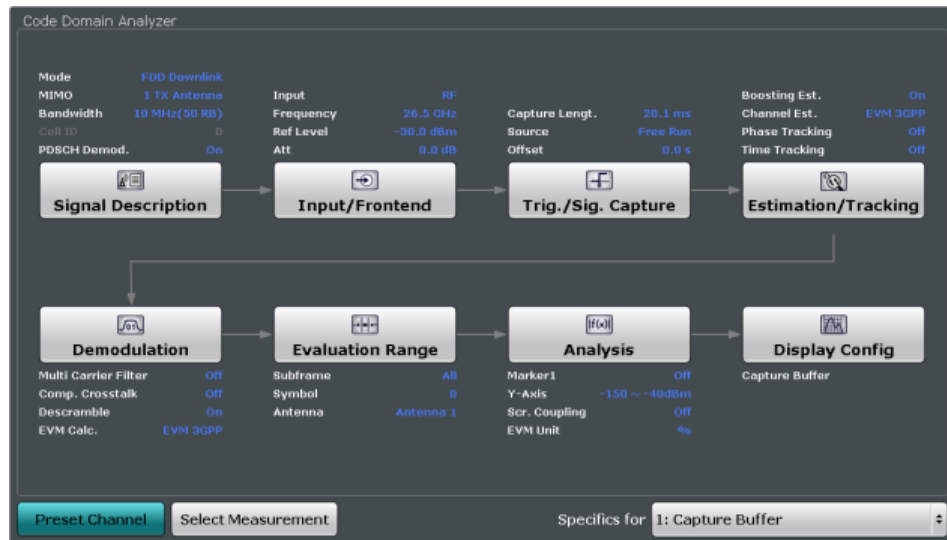 Code Domain Analyzer
Mode FDD Downlink
MIMO 1 TX Antenna
Bandwidth 10 MHz(50 RB)
Cell ID 0
PDSCH Demod. On
Signal Description
Input RF
Frequency 26.5 GHz
Ref Level -30.0 dBm
Att 0.0 dB
Input/Frontend
Capture Lengt. 20.1 ms
Source Free Run
Offset 0.0 s
Trig./Sig. Capture
Boosting Est. On
Channel Est. EVM 3GPP
Phase Tracking Off
Time Tracking Off
Estimation/Tracking
Demodulation
Multi Carrier Filter Off
Comp. Crosstalk Off
Descramble On
EVM Calc. EVM 3GPP
Evaluation Range
Subframe All
Symbol 0
Antenna Antenna 1
f(x)
Analysis
Marker1 Off
Y-Axis -150 ~ -40dBm
Scr. Coupling Off
EVM Unit %
Display Config
Capture Buffer
Preset Channel
Select Measurement
Specifics for 1: Capture Buffer